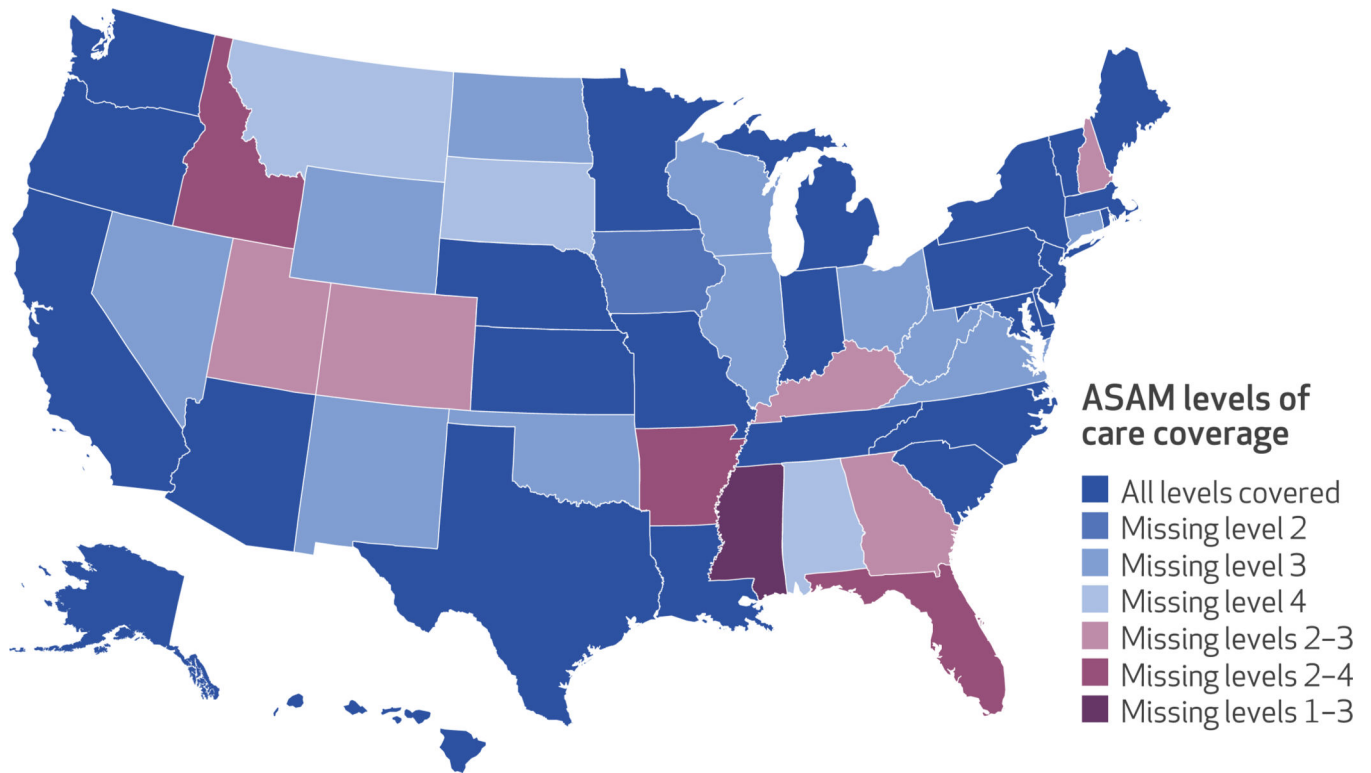 ASAM levels of
care coverage
All levels covered
Missing level 2
Missing level 3
Missing level 4
Missing levels 2–3
Missing levels 2–4
Missing levels 1–3